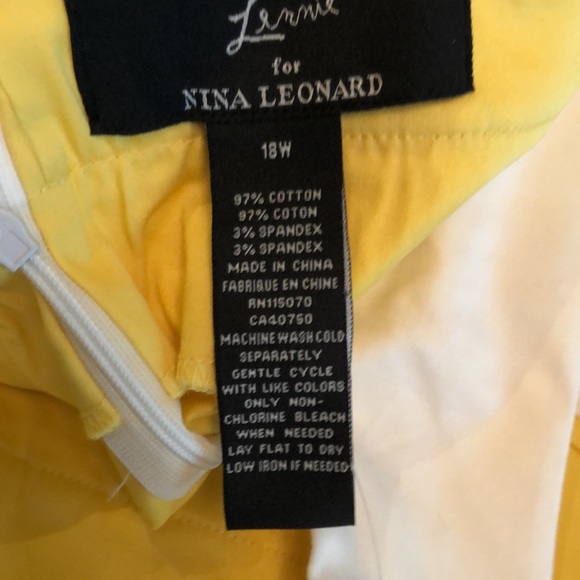 Lennie
for
NINA LEONARD
18W
97% COTTON
97% COTON
3% SPANDEX
3% SPANDEX
MADE IN CHINA
FABRIQUE EN CHINE
RN115070
CA40750
MACHINE WASH COLD
SEPARATELY
GENTLE CYCLE
WITH LIKE COLORS
ONLY NON-
CHLORINE BLEACH
WHEN NEEDED
LAY FLAT TO DRY
LOW IRON IF NEEDED